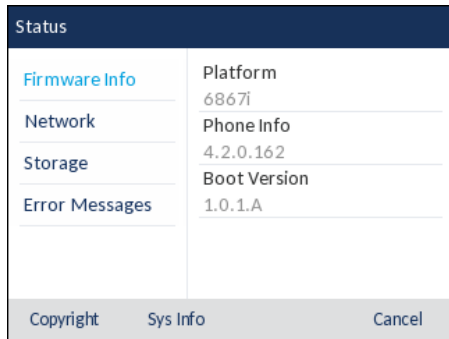 Status
Firmware Info
Network
Storage
Error Messages
Platform
6867i
Phone Info
4.2.0.162
Boot Version
1.0.1.A
Copyright
Sys Info
Cancel